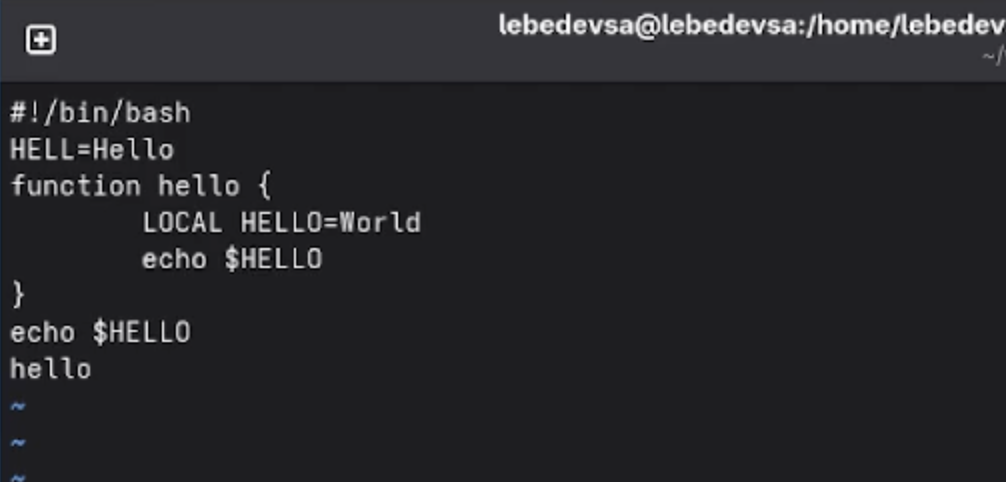 lebedevsa@lebedevsa:/home/lebedev
~/
#!/bin/bash
HELL=Hello
function hello {
        LOCAL HELLO=World
        echo $HELLO
}
echo $HELLO
hello
~
~
~